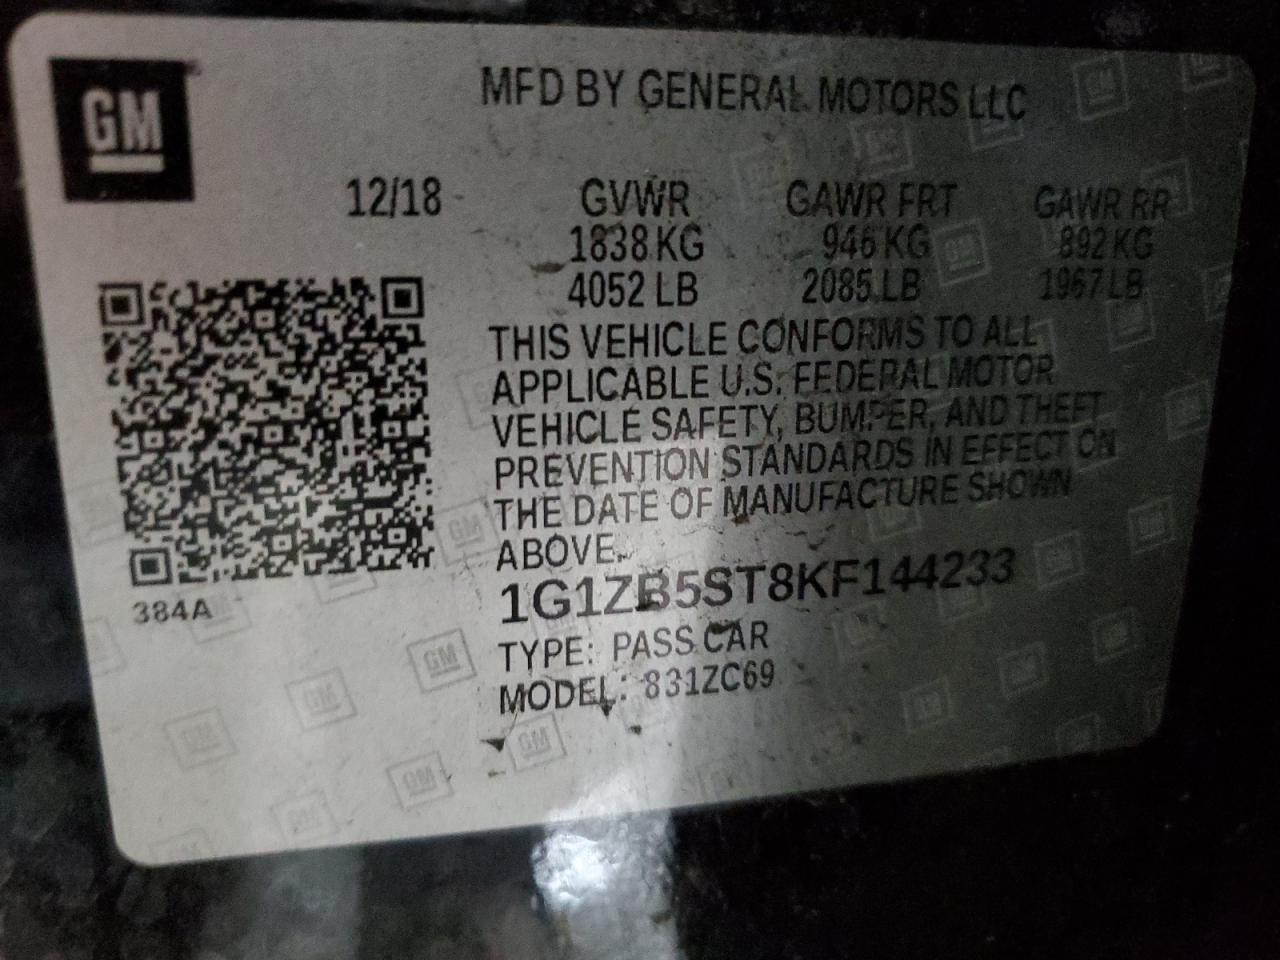 GM
MFD BY GENERAL MOTORS LLC
12/18
GVWR GAWR FRT GAWR RR
1838 KG 946 KG 892 KG
4052 LB 2085 LB 1967 LB
THIS VEHICLE CONFORMS TO ALL
APPLICABLE U.S. FEDERAL MOTOR
VEHICLE SAFETY, BUMPER, AND THEFT
PREVENTION STANDARDS IN EFFECT ON
THE DATE OF MANUFACTURE SHOWN
ABOVE.
1G1ZB5ST8KF144233
TYPE: PASS CAR
MODEL: 831ZC69
384A